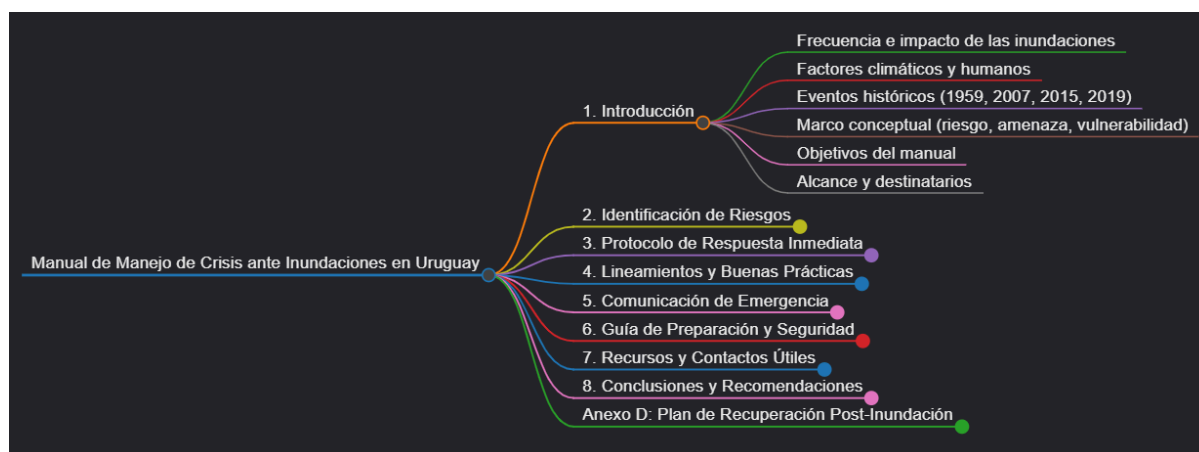 Manual de Manejo de Crisis ante Inundaciones en Uruguay
1. Introducción
Frecuencia e impacto de las inundaciones
Factores climáticos y humanos
Eventos históricos (1959, 2007, 2015, 2019)
Marco conceptual (riesgo, amenaza, vulnerabilidad)
Objetivos del manual
Alcance y destinatarios
2. Identificación de Riesgos
3. Protocolo de Respuesta Inmediata
4. Lineamientos y Buenas Prácticas
5. Comunicación de Emergencia
6. Guía de Preparación y Seguridad
7. Recursos y Contactos Útiles
8. Conclusiones y Recomendaciones
Anexo D: Plan de Recuperación Post-Inundación